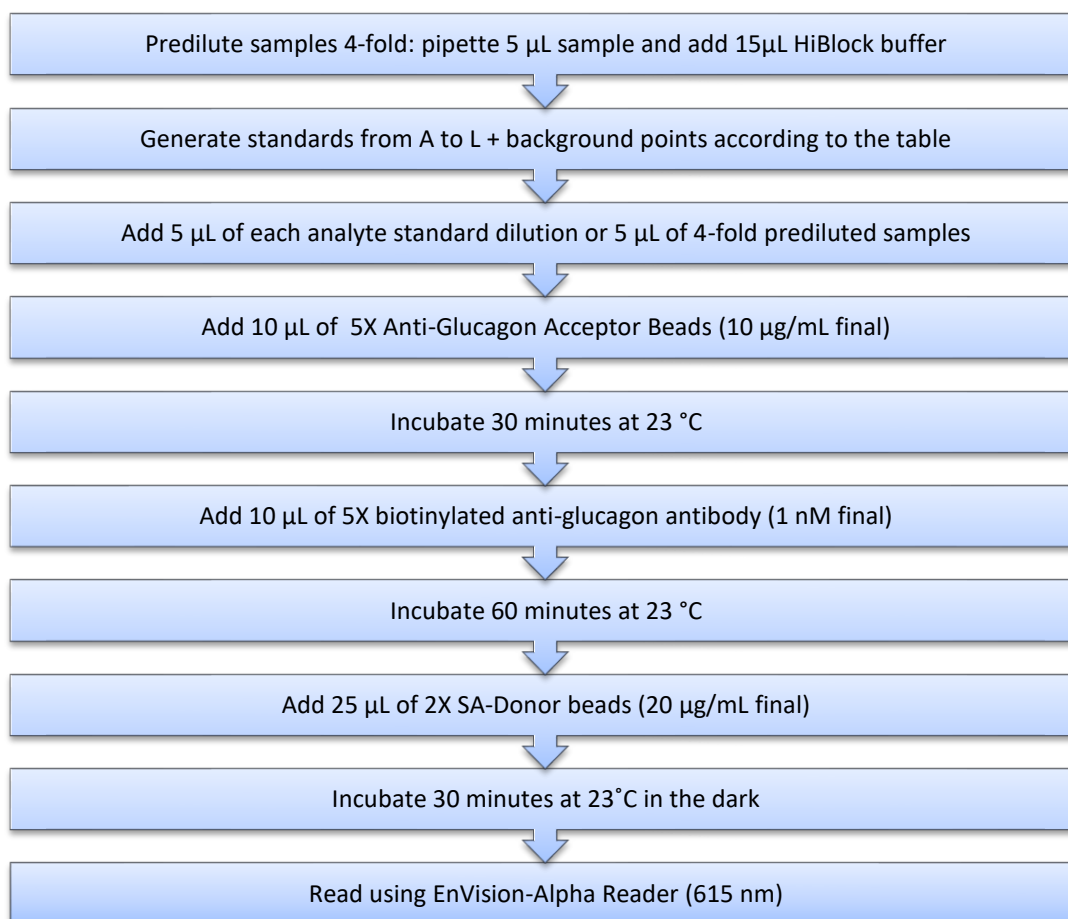 Predilute samples 4-fold: pipette 5 µL sample and add 15µL HiBlock buffer
Generate standards from A to L + background points according to the table
Add 5 µL of each analyte standard dilution or 5 µL of 4-fold prediluted samples
Add 10 µL of  5X Anti-Glucagon Acceptor Beads (10 µg/mL final)
Incubate 30 minutes at 23 °C
Add 10 µL of 5X biotinylated anti-glucagon antibody (1 nM final)
Incubate 60 minutes at 23 °C
Add 25 µL of 2X SA-Donor beads (20 µg/mL final)
Incubate 30 minutes at 23˚C in the dark
Read using EnVision-Alpha Reader (615 nm)